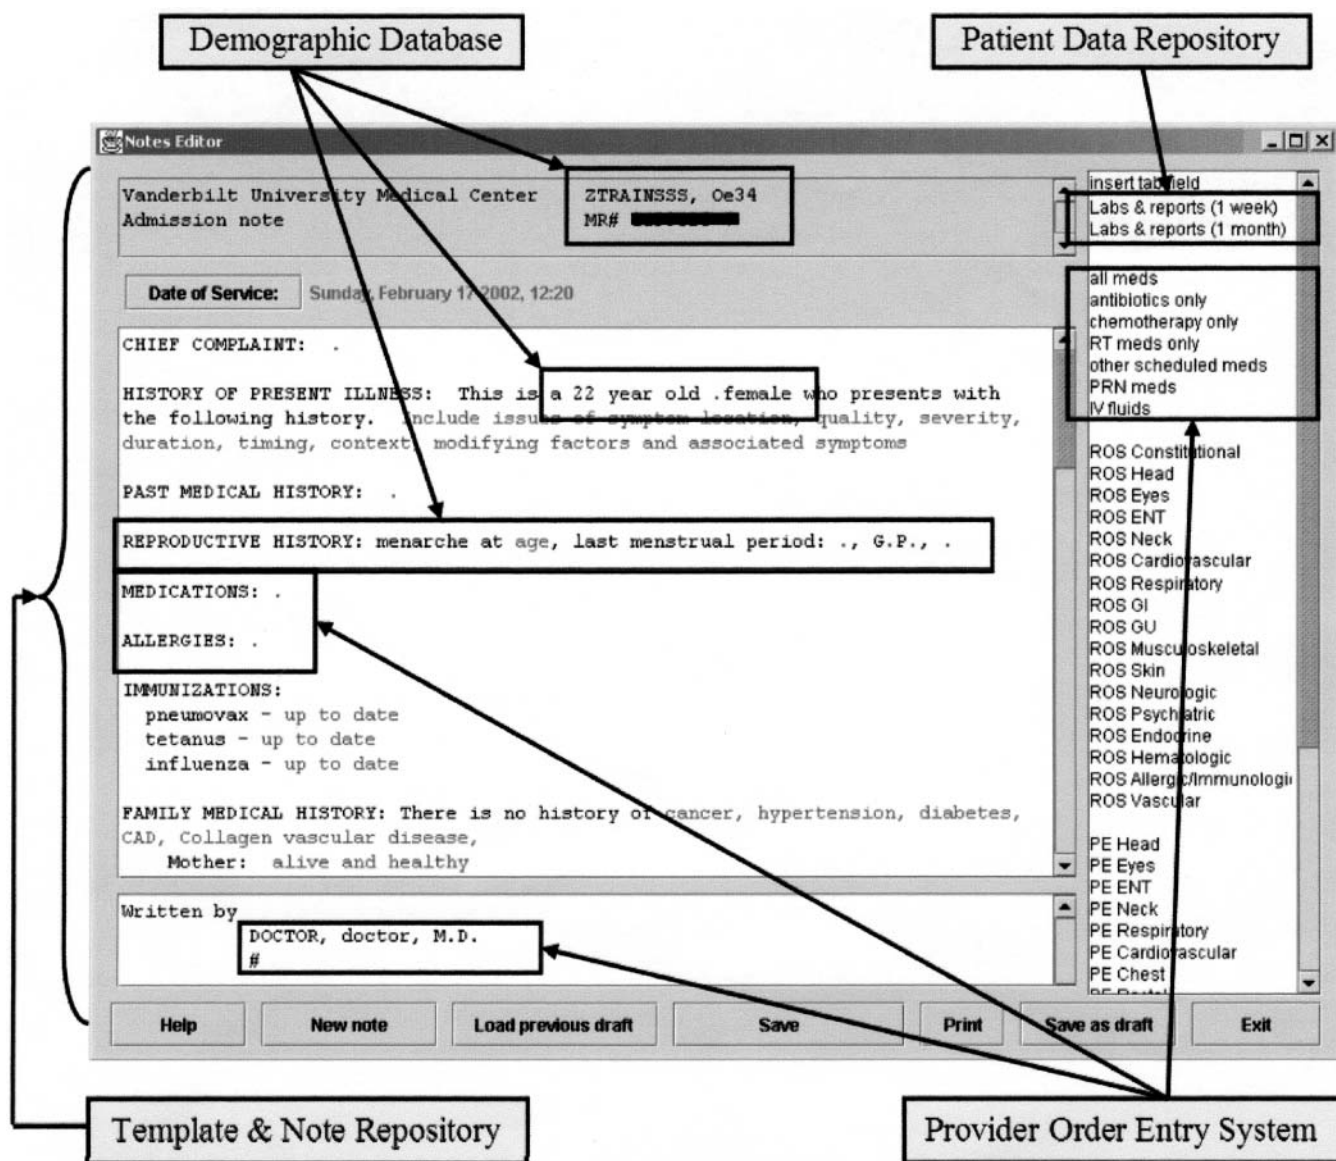 Demographic Database
Patient Data Repository
Notes Editor
Vanderbilt University Medical Center    ZTRAINSSS, Oe34
Admission note    MR#
Date of Service:    Sunday, February 17 2002, 12:20
CHIEF COMPLAINT:  .
HISTORY OF PRESENT ILLNESS:  This is a 22 year old .female who presents with
the following history.  Include issues of symptom location, quality, severity,
duration, timing, context, modifying factors and associated symptoms
PAST MEDICAL HISTORY:  .
REPRODUCTIVE HISTORY: menarche at age, last menstrual period: ., G.P., .
MEDICATIONS: .
ALLERGIES: .
IMMUNIZATIONS:
pneumovax - up to date
tetanus - up to date
influenza - up to date
FAMILY MEDICAL HISTORY: There is no history of cancer, hypertension, diabetes,
CAD, Collagen vascular disease,
Mother:  alive and healthy
Written by
DOCTOR, doctor, M.D.
#
insert tab field
Labs & reports (1 week)
Labs & reports (1 month)
all meds
antibiotics only
chemotherapy only
RT meds only
other scheduled meds
PRN meds
IV fluids
ROS Constitutional
ROS Head
ROS Eyes
ROS ENT
ROS Neck
ROS Cardiovascular
ROS Respiratory
ROS GI
ROS GU
ROS Musculoskeletal
ROS Skin
ROS Neurologic
ROS Psychiatric
ROS Endocrine
ROS Hematologic
ROS Allergic/Immunologi
ROS Vascular
PE Head
PE Eyes
PE ENT
PE Neck
PE Respiratory
PE Cardiovascular
PE Chest
Help    New note    Load previous draft    Save    Print    Save as draft    Exit
Template & Note Repository
Provider Order Entry System